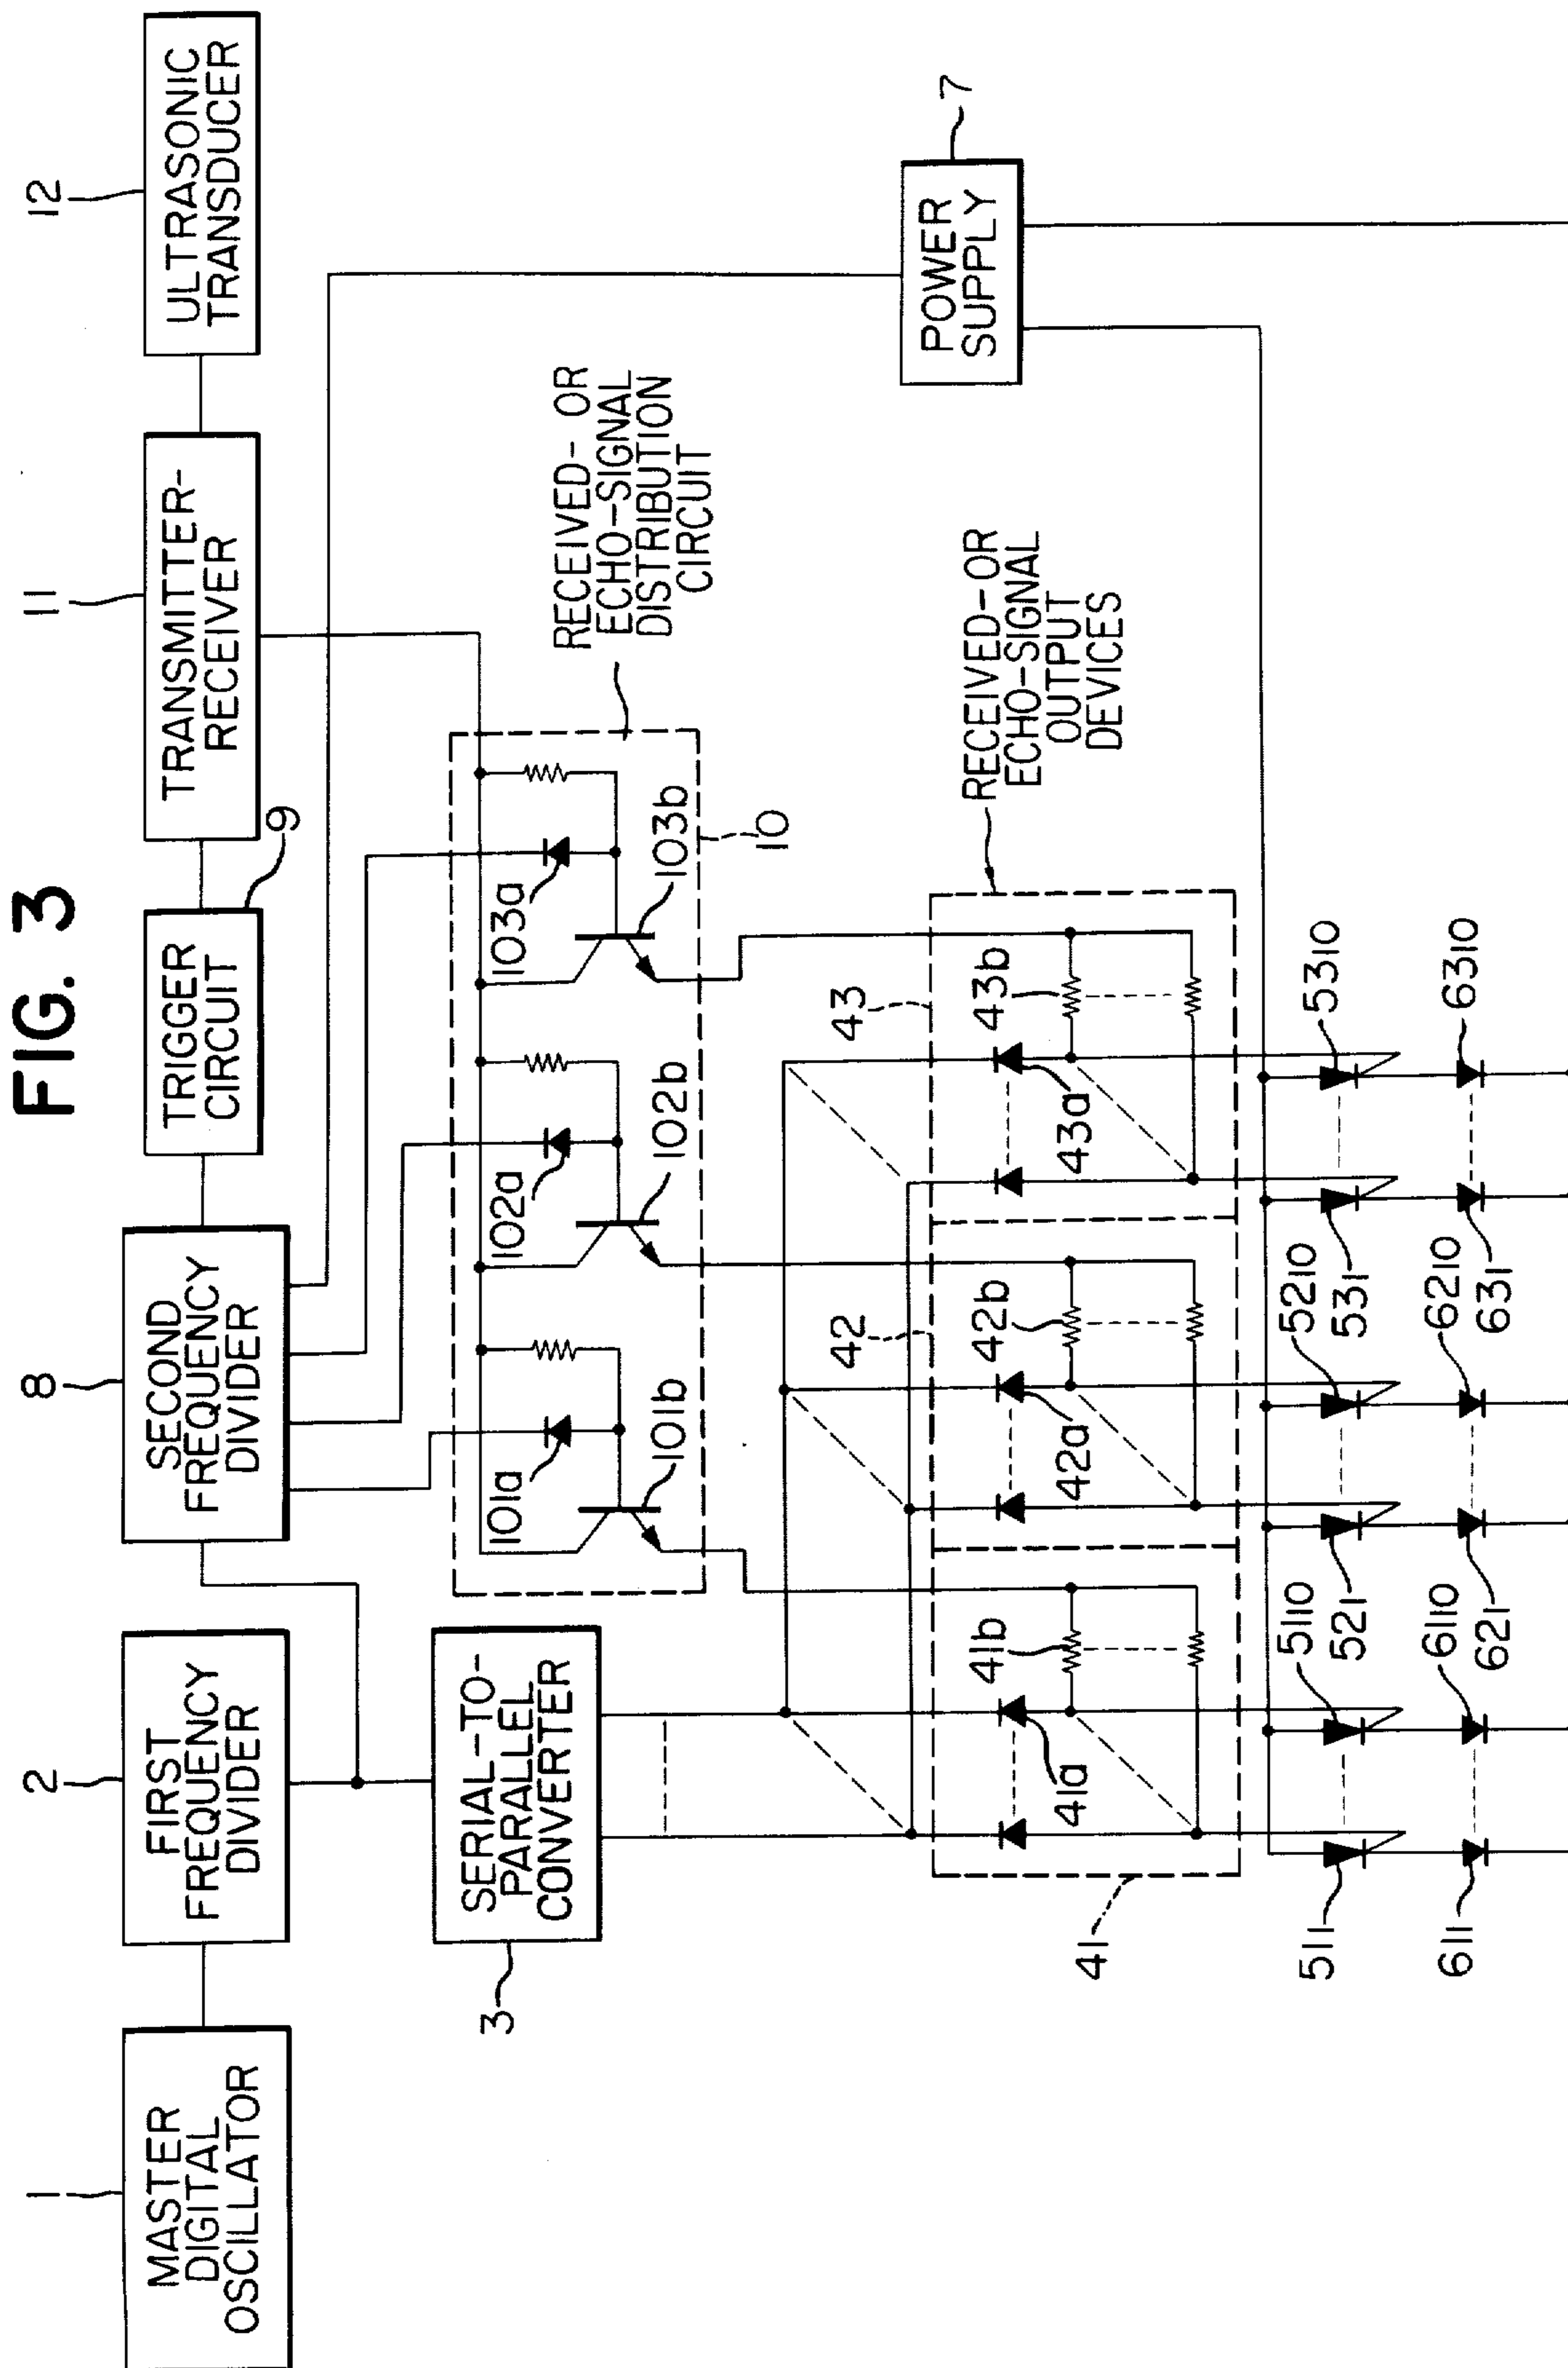 FIG. 3
1
MASTER
DIGITAL
OSCILLATOR
2
FIRST
FREQUENCY
DIVIDER
8
SECOND
FREQUENCY
DIVIDER
TRIGGER
CIRCUIT
9
11
TRANSMITTER-
RECEIVER
12
ULTRASONIC
TRANSDUCER
3
SERIAL-TO-
PARALLEL
CONVERTER
101a
101b
102a
102b
103a
103b
10
RECEIVED- OR
ECHO-SIGNAL
DISTRIBUTION
CIRCUIT
POWER
SUPPLY
7
41
41a
41b
42
42a
42b
43
43a
43b
RECEIVED-OR
ECHO-SIGNAL
OUTPUT
DEVICES
511
5110
521
5210
531
5310
611
6110
621
6210
631
6310